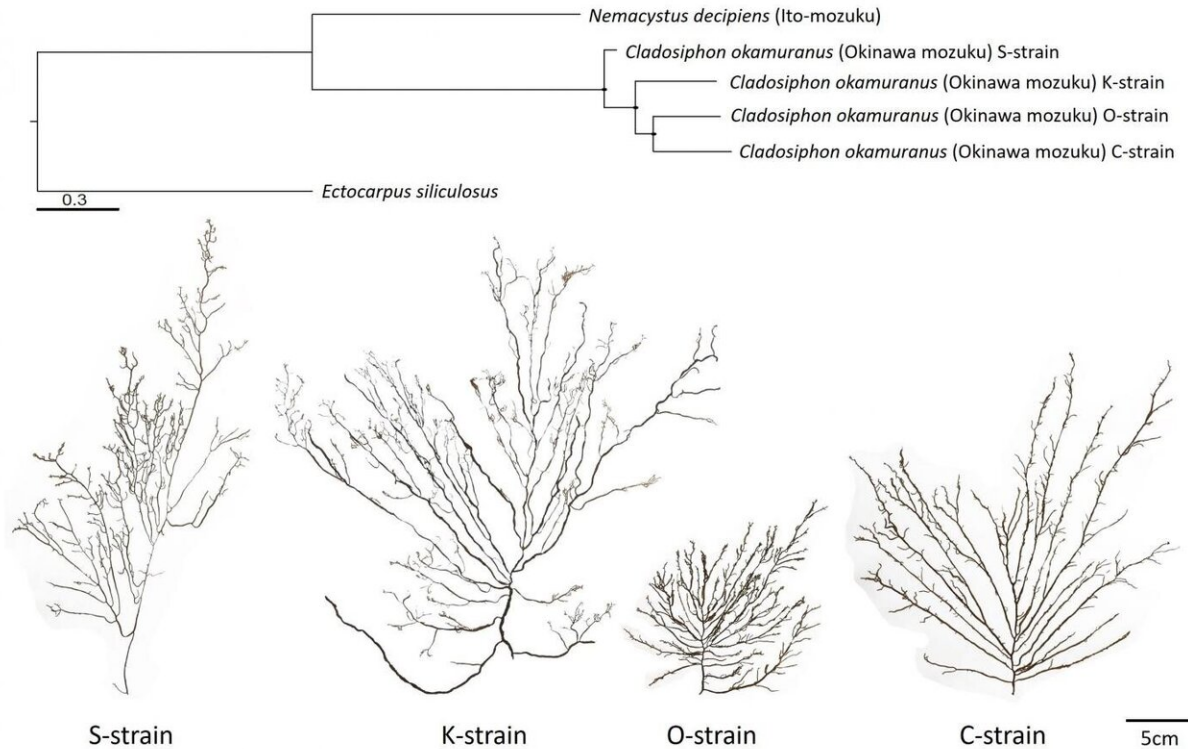 Nemacystus decipiens (Ito-mozuku)
Cladosiphon okamuranus (Okinawa mozuku) S-strain
Cladosiphon okamuranus (Okinawa mozuku) K-strain
Cladosiphon okamuranus (Okinawa mozuku) O-strain
Cladosiphon okamuranus (Okinawa mozuku) C-strain
Ectocarpus siliculosus
0.3
S-strain
K-strain
O-strain
C-strain
5cm